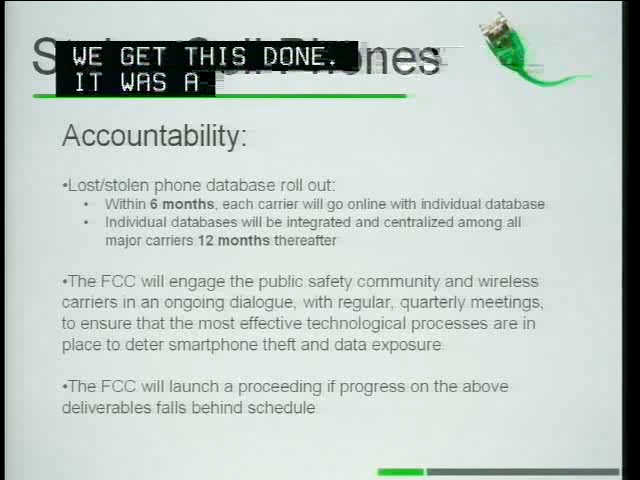 WE GET THIS DONE.
IT WAS A
Accountability:
•Lost/stolen phone database roll out:
• Within 6 months, each carrier will go online with individual database
• Individual databases will be integrated and centralized among all
major carriers 12 months thereafter
•The FCC will engage the public safety community and wireless
carriers in an ongoing dialogue, with regular, quarterly meetings,
to ensure that the most effective technological processes are in
place to deter smartphone theft and data exposure
•The FCC will launch a proceeding if progress on the above
deliverables falls behind schedule